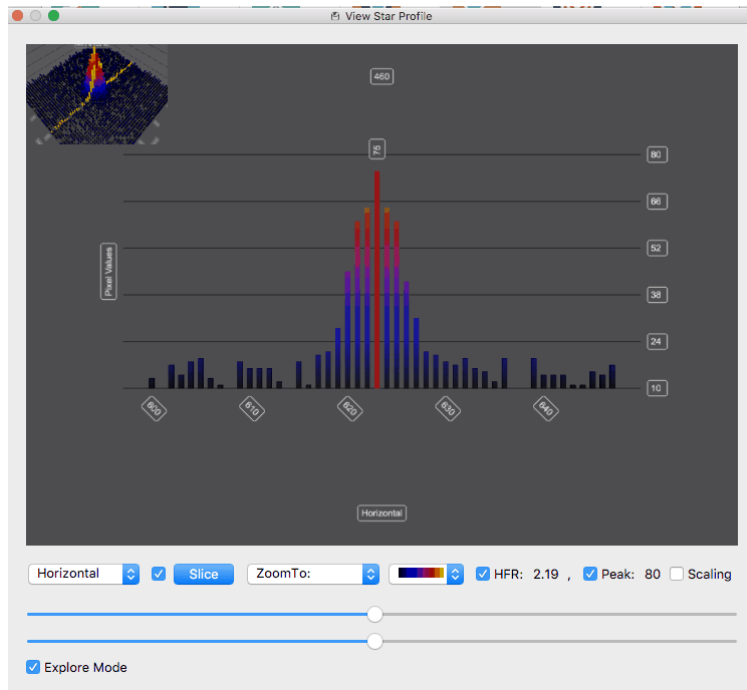 View Star Profile
460
75
80
66
Pixel Values
52
38
24
10
600
610
620
630
640
Horizontal
Horizontal
Slice
ZoomTo:
HFR: 2.19 ,
Peak: 80
Scaling
Explore Mode